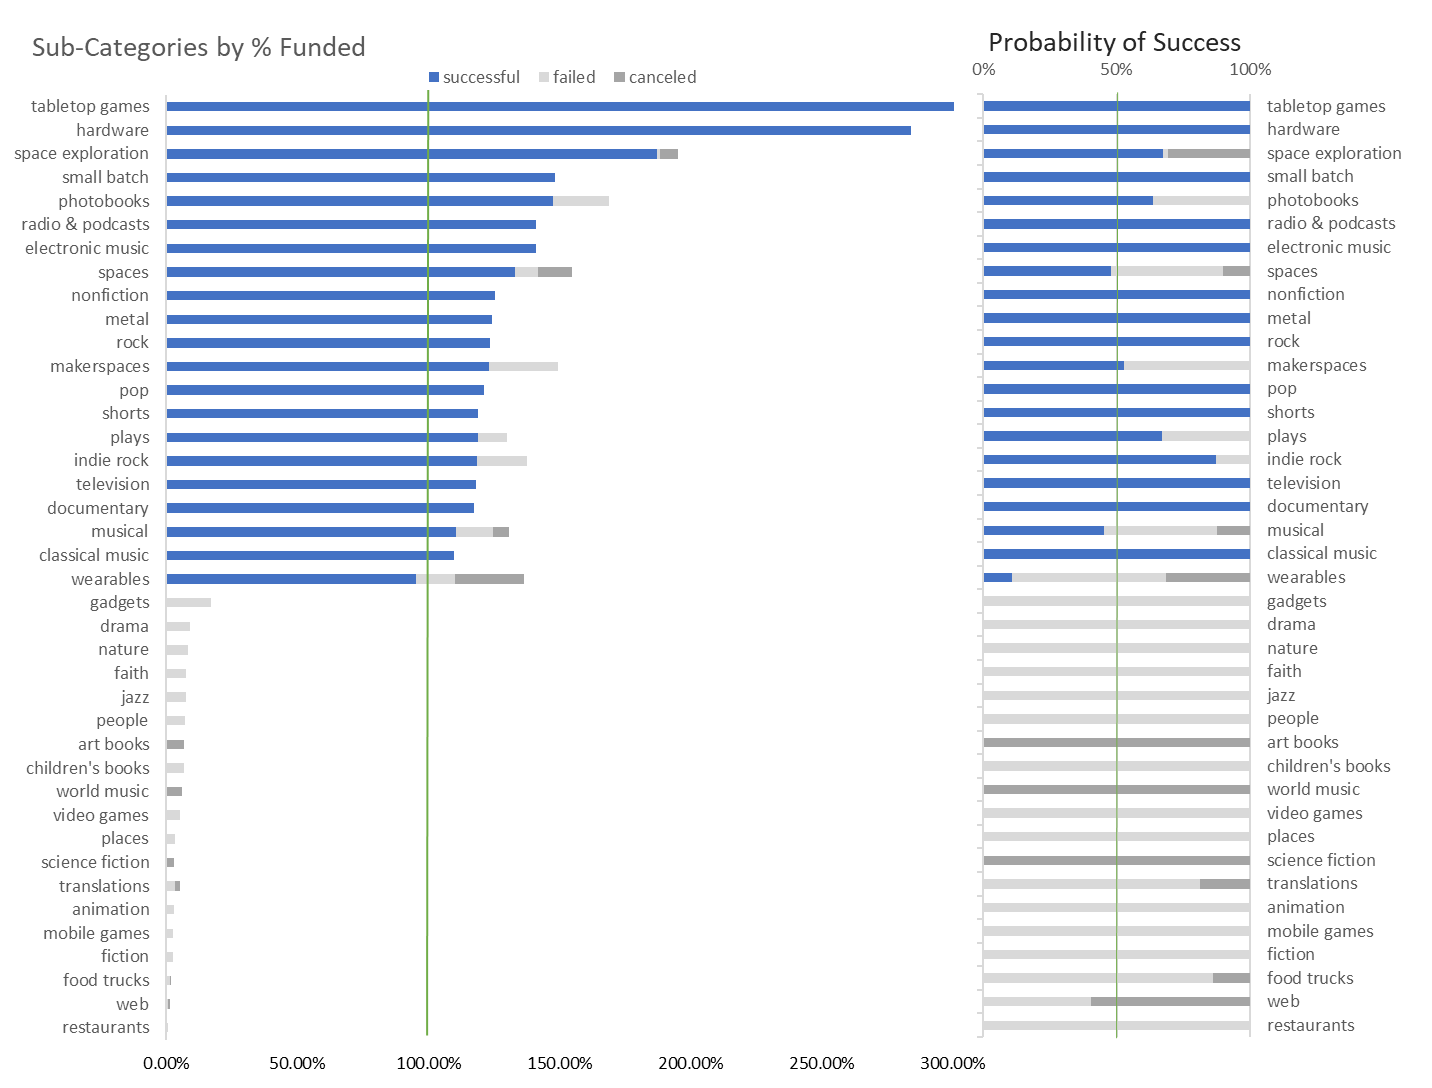 Sub-Categories by % Funded
successful failed canceled
tabletop games
hardware
space exploration
small batch
photobooks
radio & podcasts
electronic music
spaces
nonfiction
metal
rock
makerspaces
pop
shorts
plays
indie rock
television
documentary
musical
classical music
wearables
gadgets
drama
nature
faith
jazz
people
art books
children's books
world music
video games
places
science fiction
translations
animation
mobile games
fiction
food trucks
web
restaurants
0.00% 50.00% 100.00% 150.00% 200.00% 250.00% 300.00%
Probability of Success
0% 50% 100%
tabletop games
hardware
space exploration
small batch
photobooks
radio & podcasts
electronic music
spaces
nonfiction
metal
rock
makerspaces
pop
shorts
plays
indie rock
television
documentary
musical
classical music
wearables
gadgets
drama
nature
faith
jazz
people
art books
children's books
world music
video games
places
science fiction
translations
animation
mobile games
fiction
food trucks
web
restaurants